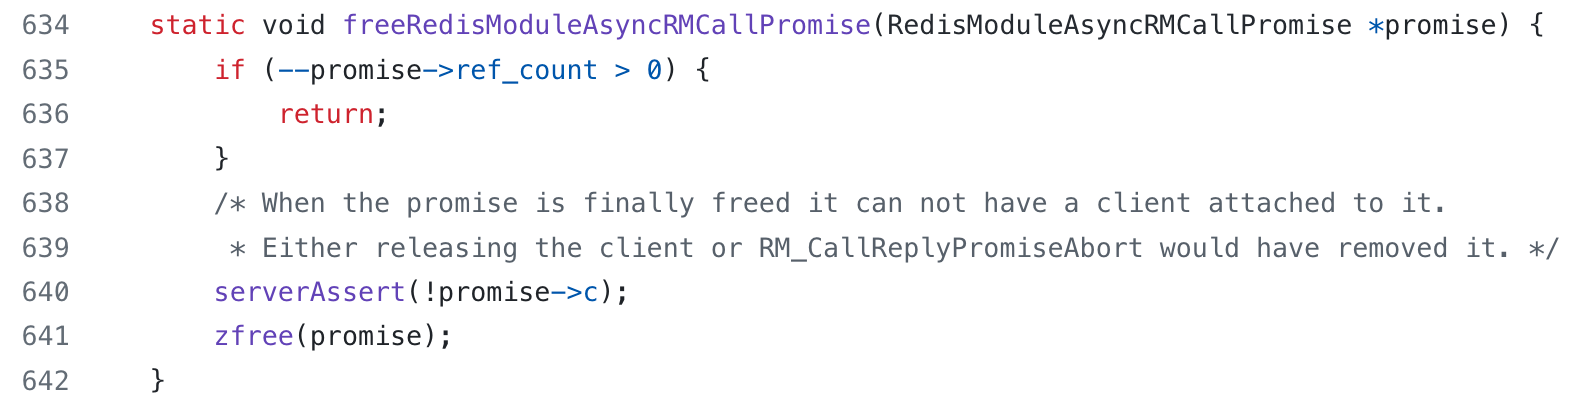 634     static void freeRedisModuleAsyncRMCallPromise(RedisModuleAsyncRMCallPromise *promise) {
635         if (--promise->ref_count > 0) {
636             return;
637         }
638         /* When the promise is finally freed it can not have a client attached to it.
639          * Either releasing the client or RM_CallReplyPromiseAbort would have removed it. */
640         serverAssert(!promise->c);
641         zfree(promise);
642     }